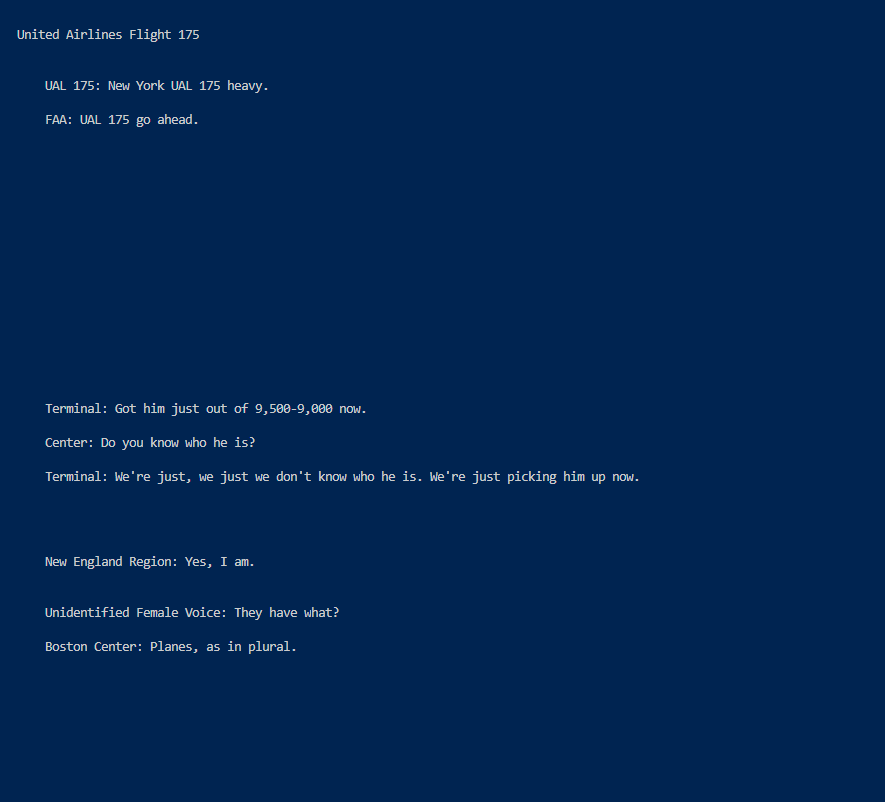 United Airlines Flight 175
UAL 175: New York UAL 175 heavy.
FAA: UAL 175 go ahead.
Terminal: Got him just out of 9,500-9,000 now.
Center: Do you know who he is?
Terminal: We're just, we just we don't know who he is. We're just picking him up now.
New England Region: Yes, I am.
Unidentified Female Voice: They have what?
Boston Center: Planes, as in plural.